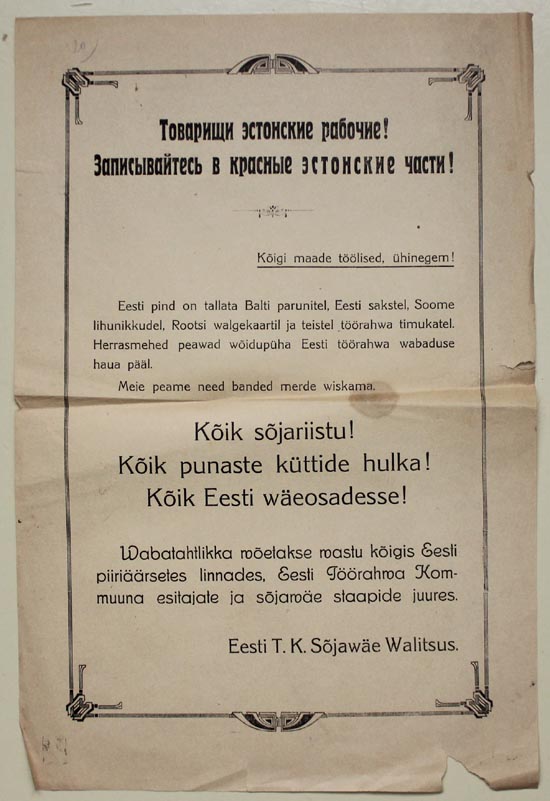 Товарищи эстонские рабочие!
Записывайтесь в красные эстонские части!
Kõigi maade töölised, ühinegem!
Eesti pind on tallata Balti parunitel, Eesti sakstel, Soome
lihunikkudel, Rootsi walgekaartil ja teistel töörahwa timukatel.
Herrasmehed peawad wõidupüha Eesti töörahwa wabaduse
haua pääl.
Meie peame need banded merde wiskama.
Kõik sõjariistu!
Kõik punaste küttide hulka!
Kõik Eesti wäeosadesse!
Wabatahtlikka wõetakse wastu kõigis Eesti
piiriäärsetes linnades, Eesti Töörahwa Kom-
muuna esitajate ja sõjawäe staapide juures.
Eesti T. K. Sõjawäe Walitsus.